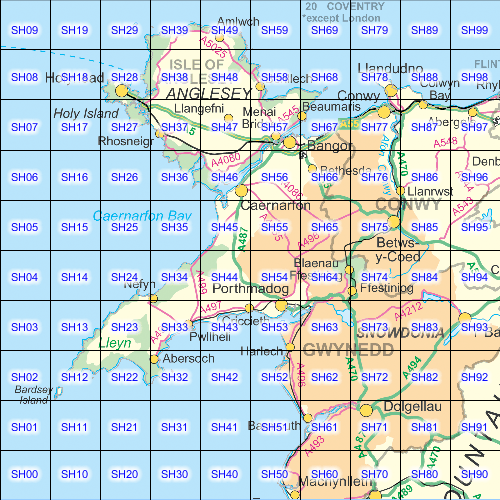 20 COVENTRY
*except London
SH09 SH19 SH29 SH39 SH49 SH59 SH69 SH79 SH89 SH99
Amlwch
A5025
ISLE OF
FLINT
SH08 SH18 SH28 SH38 SH48 SH58 SH68 SH78 SH88 SH98
Llandudno
ANGLESEY
Conwy
Colwyn
Bay
Rhyl
Holy Island
Llangefni
Beaumaris
Menai
Bridge
A545
A55
SH07 SH17 SH27 SH37 SH47 SH57 SH67 SH77 SH87 SH97
Rhosneigr
Bangor
A548
A470
A4080
Denb
SH06 SH16 SH26 SH36 SH46 SH56 SH66 SH76 SH86 SH96
Bethesda
Llanrwst
A4086
Caernarfon
CONWY
A543
Caernarfon Bay
SH05 SH15 SH25 SH35 SH45 SH55 SH65 SH75 SH85 SH95
A487
A498
Betws-
y-Coed
Blaenau
Ffestiniog
SH04 SH14 SH24 SH34 SH44 SH54 SH64 SH74 SH84 SH94
Nefyn
A499
Porthmadog
Ffestiniog
A497
A4212
Criccieth
SH03 SH13 SH23 SH33 SH43 SH53 SH63 SH73 SH83 SH93
SNOWDONIA
Pwllheli
Lleyn
Harlech
GWYNEDD
Abersoch
A494
A496
A470
SH02 SH12 SH22 SH32 SH42 SH52 SH62 SH72 SH82 SH92
Bardsey
Island
Dolgellau
SH01 SH11 SH21 SH31 SH41 SH51 SH61 SH71 SH81 SH91
A493
A487
A470
SH00 SH10 SH20 SH30 SH40 SH50 SH60 SH70 SH80 SH90
Machynlleth
A489